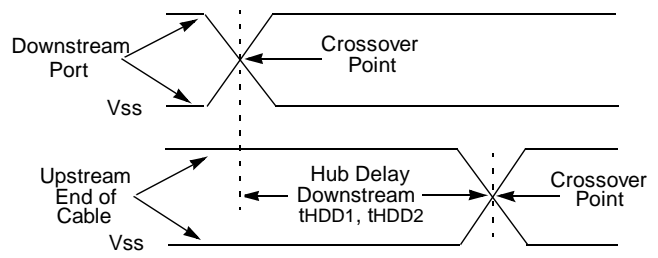 Downstream
Port
Crossover
Point
Vss
Upstream
End of
Cable
Hub Delay
Downstream
tHDD1, tHDD2
Crossover
Point
Vss